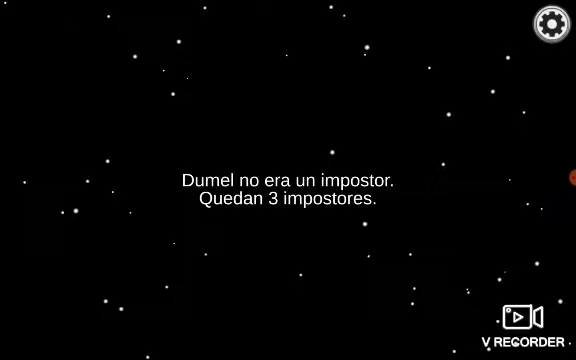 Dumel no era un impostor.
Quedan 3 impostores.
V RECORDER